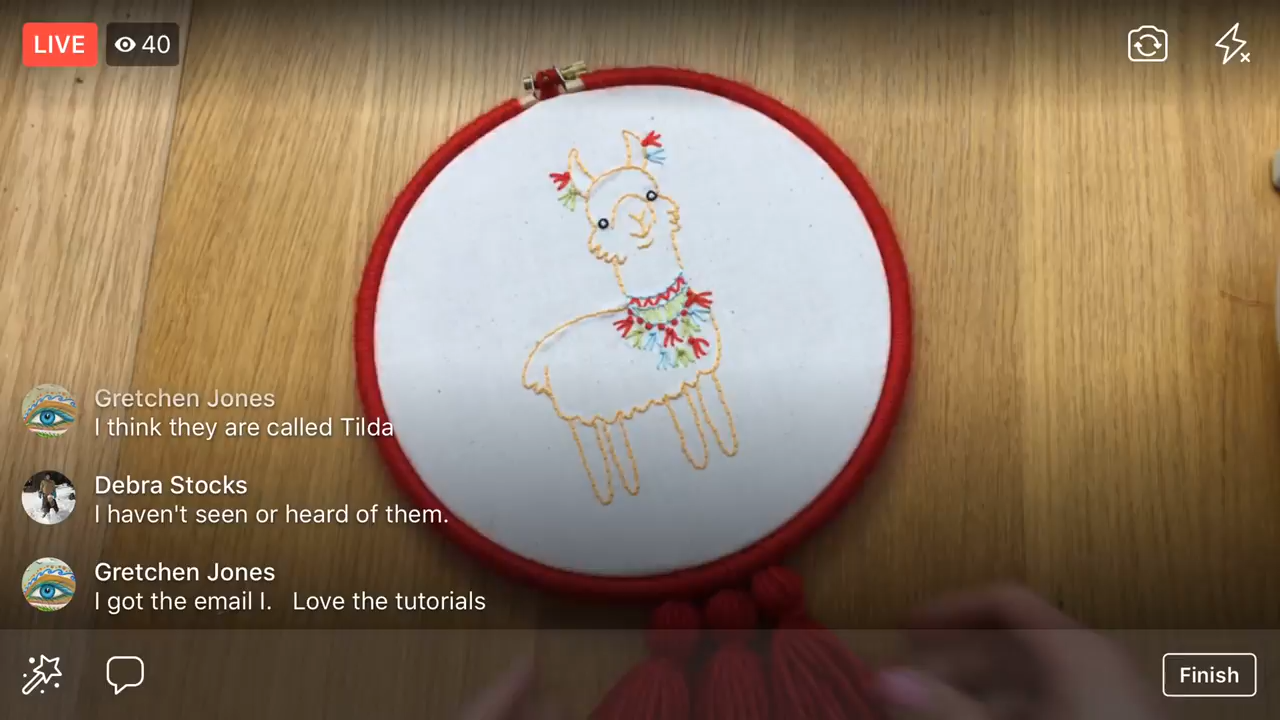 LIVE
40
Gretchen Jones
I think they are called Tilda
Debra Stocks
I haven't seen or heard of them.
Gretchen Jones
I got the email I.   Love the tutorials
Finish